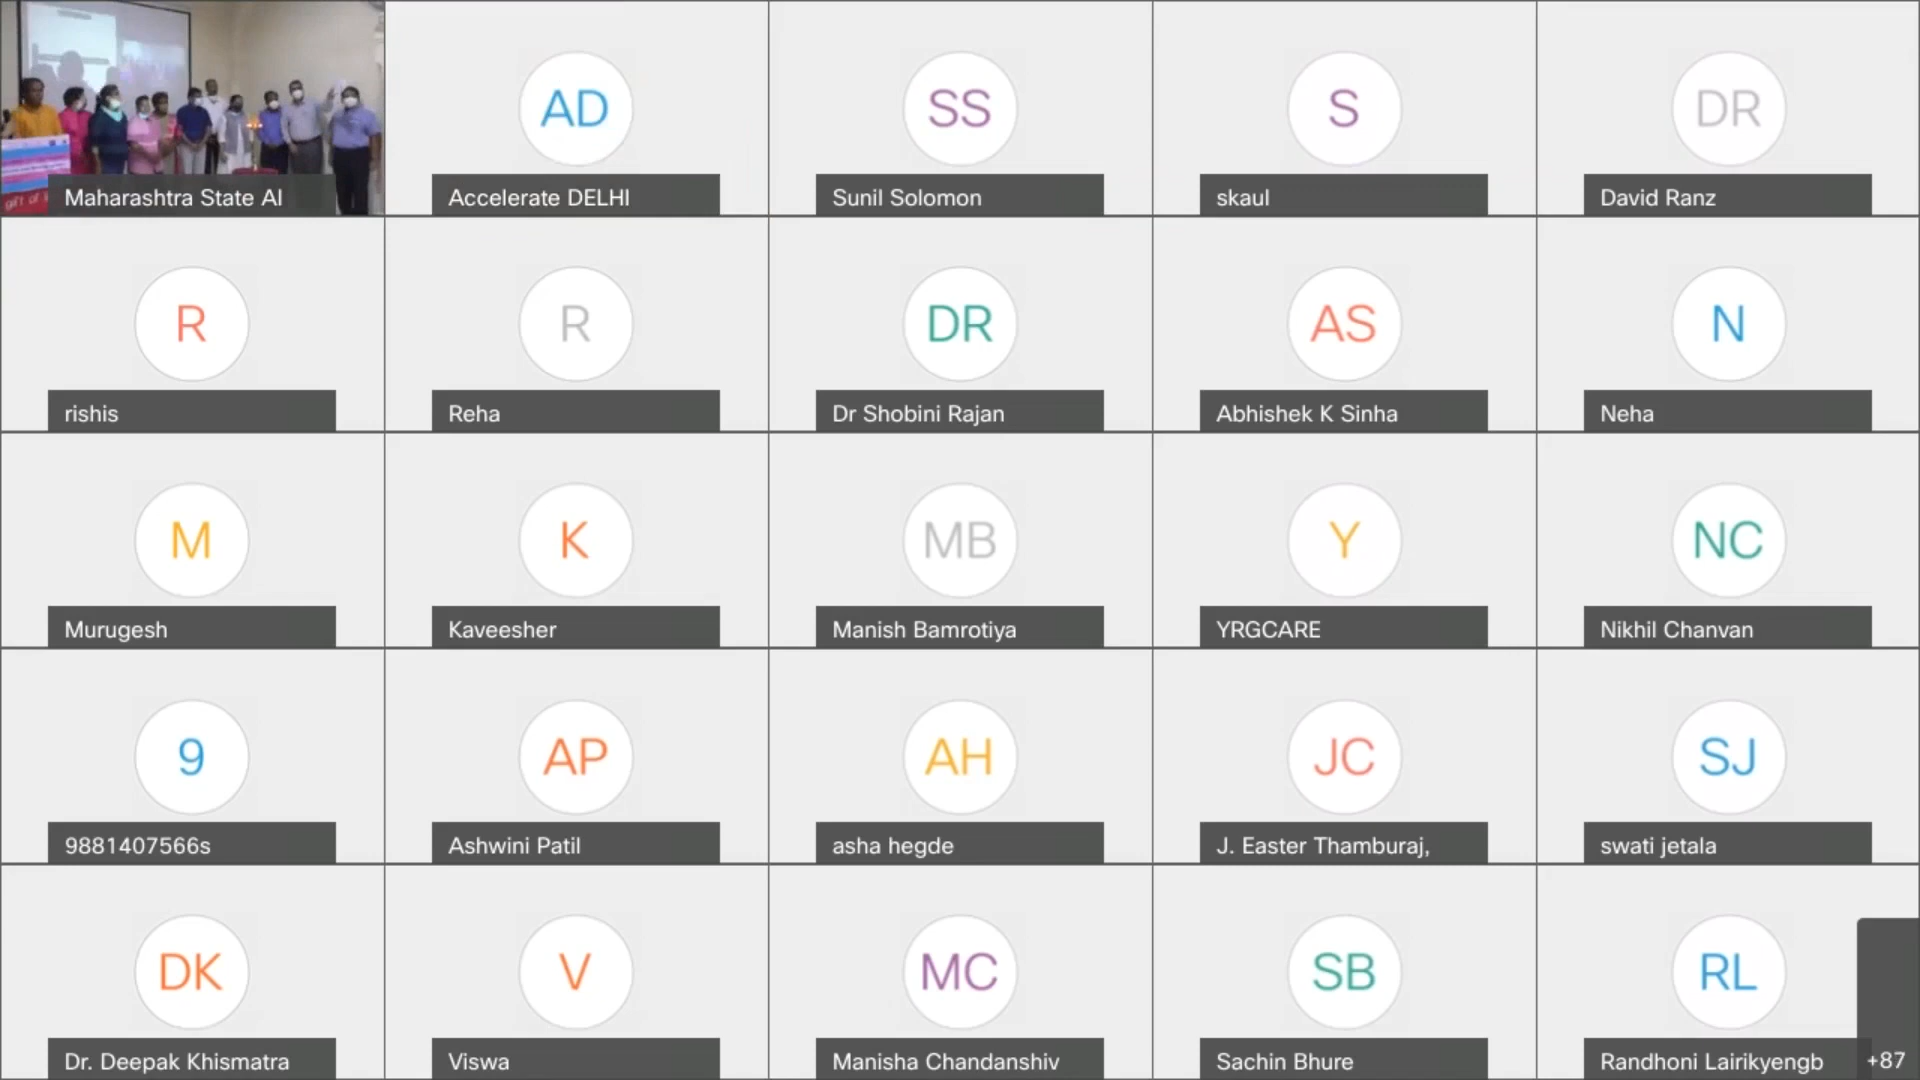 gift of
Maharashtra State AI
AD
Accelerate DELHI
SS
Sunil Solomon
S
skaul
DR
David Ranz
R
rishis
R
Reha
DR
Dr Shobini Rajan
AS
Abhishek K Sinha
N
Neha
M
Murugesh
K
Kaveesher
MB
Manish Bamrotiya
Y
YRGCARE
NC
Nikhil Chanvan
9
9881407566s
AP
Ashwini Patil
AH
asha hegde
JC
J. Easter Thamburaj,
SJ
swati jetala
DK
Dr. Deepak Khismatra
V
Viswa
MC
Manisha Chandanshiv
SB
Sachin Bhure
RL
Randhoni Lairikyengb
+87